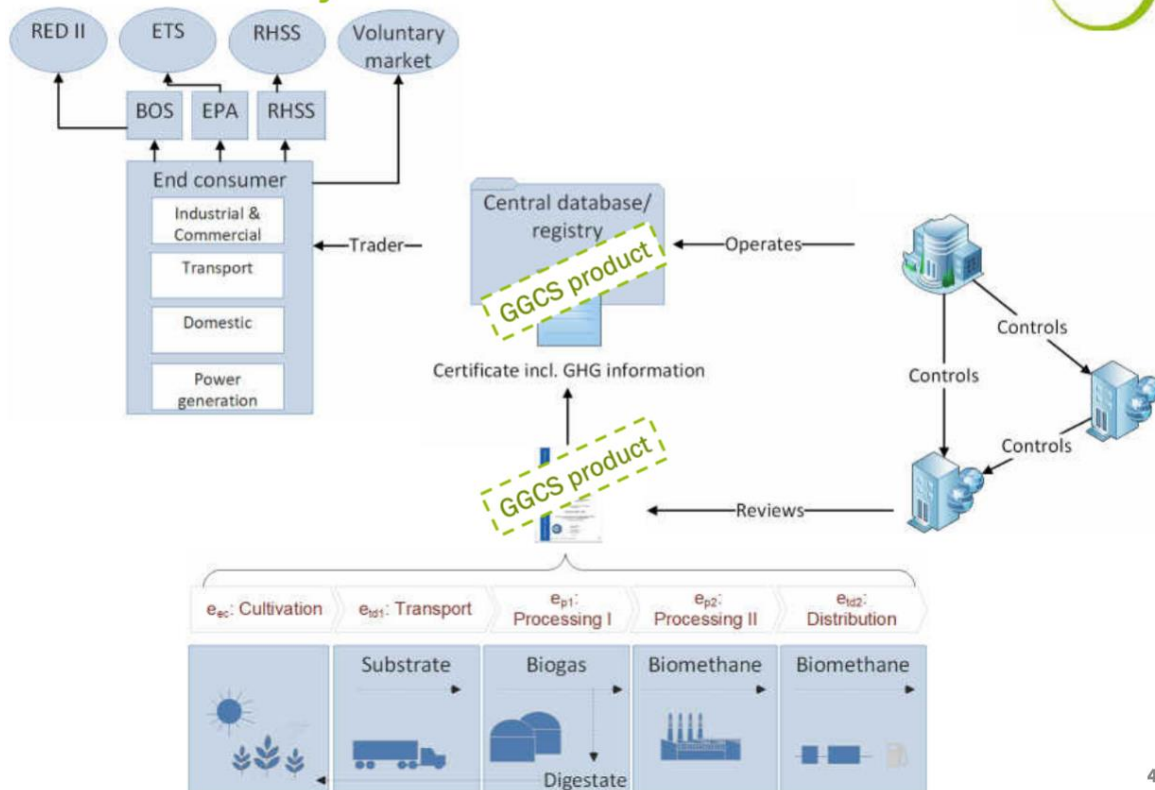 RED II
ETS
RHSS
Voluntary
market
BOS
EPA
RHSS
End consumer
Industrial &
Commercial
Transport
Domestic
Power
generation
Trader
Central database/
registry
GGCS product
Operates
Certificate incl. GHG information
Controls
Controls
Controls
GGCS product
Reviews
eec: Cultivation
etd1: Transport
ep1:
Processing I
ep2:
Processing II
etd2:
Distribution
Substrate
Biogas
Biomethane
Biomethane
Digestate
4